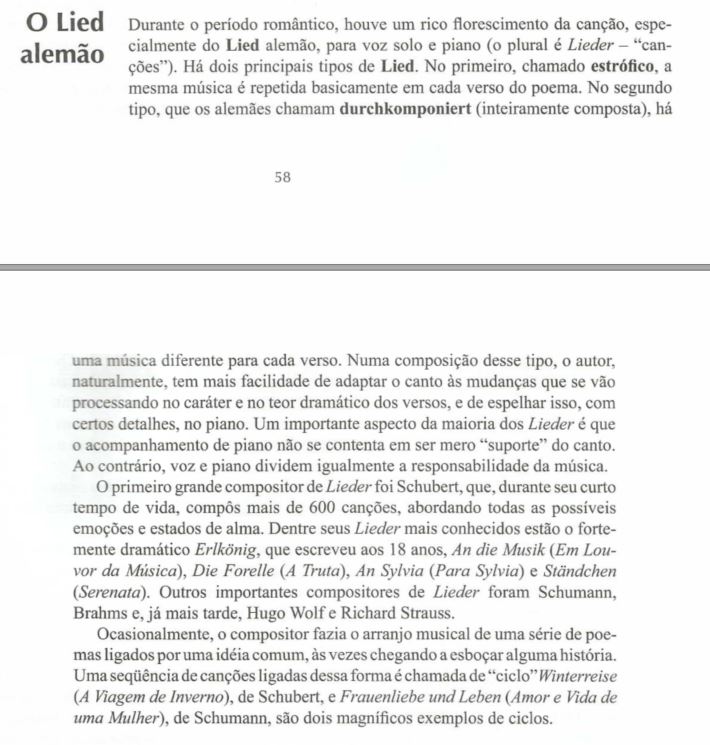 O Lied
alemão
Durante o período romântico, houve um rico florescimento da canção, espe-
cialmente do Lied alemão, para voz solo e piano (o plural é Lieder – “can-
ções”). Há dois principais tipos de Lied. No primeiro, chamado estrófico, a
mesma música é repetida basicamente em cada verso do poema. No segundo
tipo, que os alemães chamam durchkomponiert (inteiramente composta), há
58
uma música diferente para cada verso. Numa composição desse tipo, o autor,
naturalmente, tem mais facilidade de adaptar o canto às mudanças que se vão
processando no caráter e no teor dramático dos versos, e de espelhar isso, com
certos detalhes, no piano. Um importante aspecto da maioria dos Lieder é que
o acompanhamento de piano não se contenta em ser mero “suporte” do canto.
Ao contrário, voz e piano dividem igualmente a responsabilidade da música.
O primeiro grande compositor de Lieder foi Schubert, que, durante seu curto
tempo de vida, compôs mais de 600 canções, abordando todas as possíveis
emoções e estados de alma. Dentre seus Lieder mais conhecidos estão o forte-
mente dramático Erlkönig, que escreveu aos 18 anos, An die Musik (Em Lou-
vor da Música), Die Forelle (A Truta), An Sylvia (Para Sylvia) e Ständchen
(Serenata). Outros importantes compositores de Lieder foram Schumann,
Brahms e, já mais tarde, Hugo Wolf e Richard Strauss.
Ocasionalmente, o compositor fazia o arranjo musical de uma série de poe-
mas ligados por uma idéia comum, às vezes chegando a esboçar alguma história.
Uma seqüência de canções ligadas dessa forma é chamada de “ciclo” Winterreise
(A Viagem de Inverno), de Schubert, e Frauenliebe und Leben (Amor e Vida de
uma Mulher), de Schumann, são dois magníficos exemplos de ciclos.